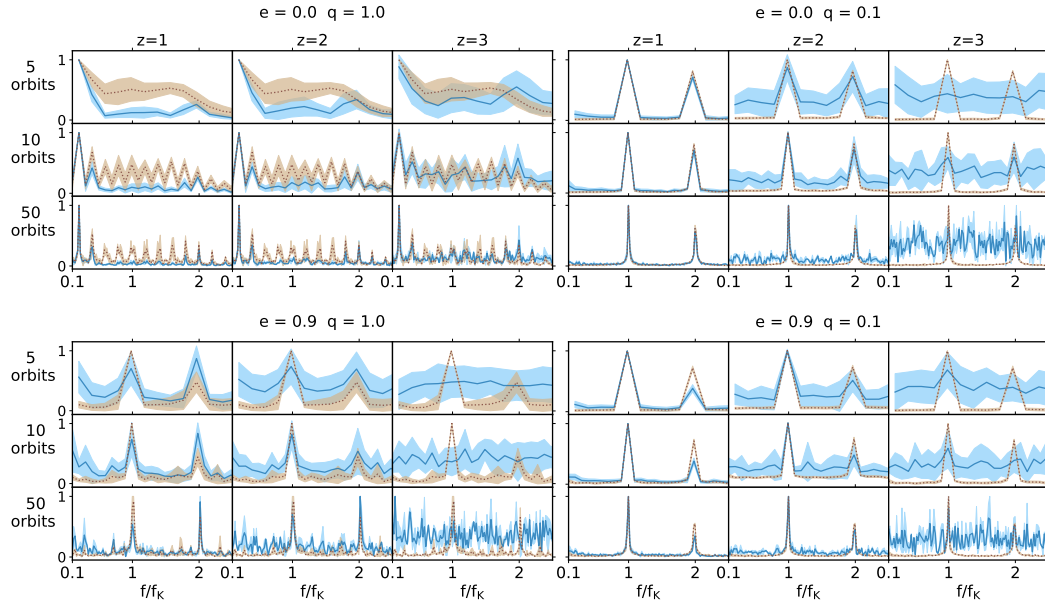 e = 0.0 q = 1.0
e = 0.0 q = 0.1
z=1 z=2 z=3 z=1 z=2 z=3
1
5
orbits
0
1
10
orbits
0
1
50
orbits
0
0.1 1 2 0.1 1 2 0.1 1 2 0.1 1 2 0.1 1 2 0.1 1 2
e = 0.9 q = 1.0
e = 0.9 q = 0.1
1
5
orbits
0
1
10
orbits
0
1
50
orbits
0
0.1 1 2 0.1 1 2 0.1 1 2 0.1 1 2 0.1 1 2 0.1 1 2
f/f_K f/f_K f/f_K f/f_K f/f_K f/f_K